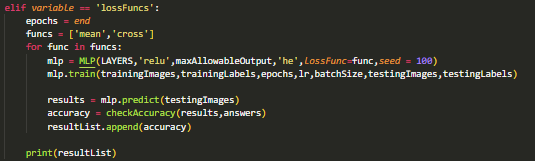 elif variable == 'lossFuncs':
    epochs = end
    funcs = ['mean','cross']
    for func in funcs:
        mlp = MLP(LAYERS,'relu',maxAllowableOutput,'he',lossFunc=func,seed = 100)
        mlp.train(trainingImages,trainingLabels,epochs,lr,batchSize,testingImages,testingLabels)
        results = mlp.predict(testingImages)
        accuracy = checkAccuracy(results,answers)
        resultList.append(accuracy)
    print(resultList)